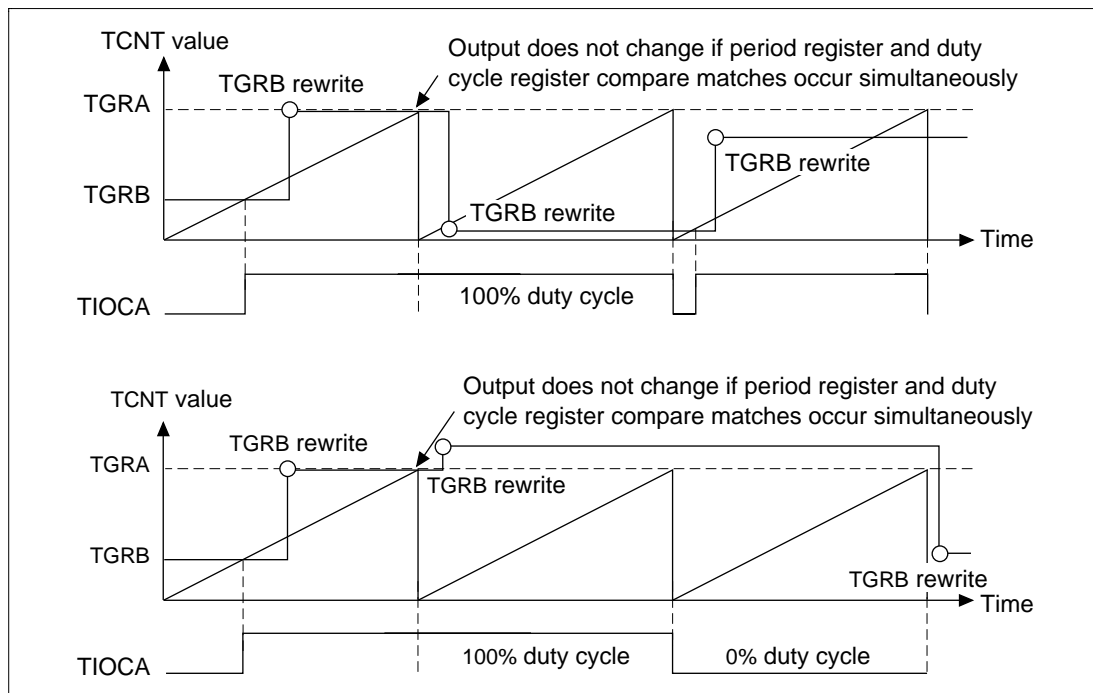 TCNT value
Output does not change if period register and duty
cycle register compare matches occur simultaneously
TGRB rewrite
TGRA
TGRB rewrite
TGRB
TGRB rewrite
Time
100% duty cycle
TIOCA
Output does not change if period register and duty
cycle register compare matches occur simultaneously
TCNT value
TGRB rewrite
TGRA
TGRB rewrite
TGRB
TGRB rewrite
Time
100% duty cycle
0% duty cycle
TIOCA